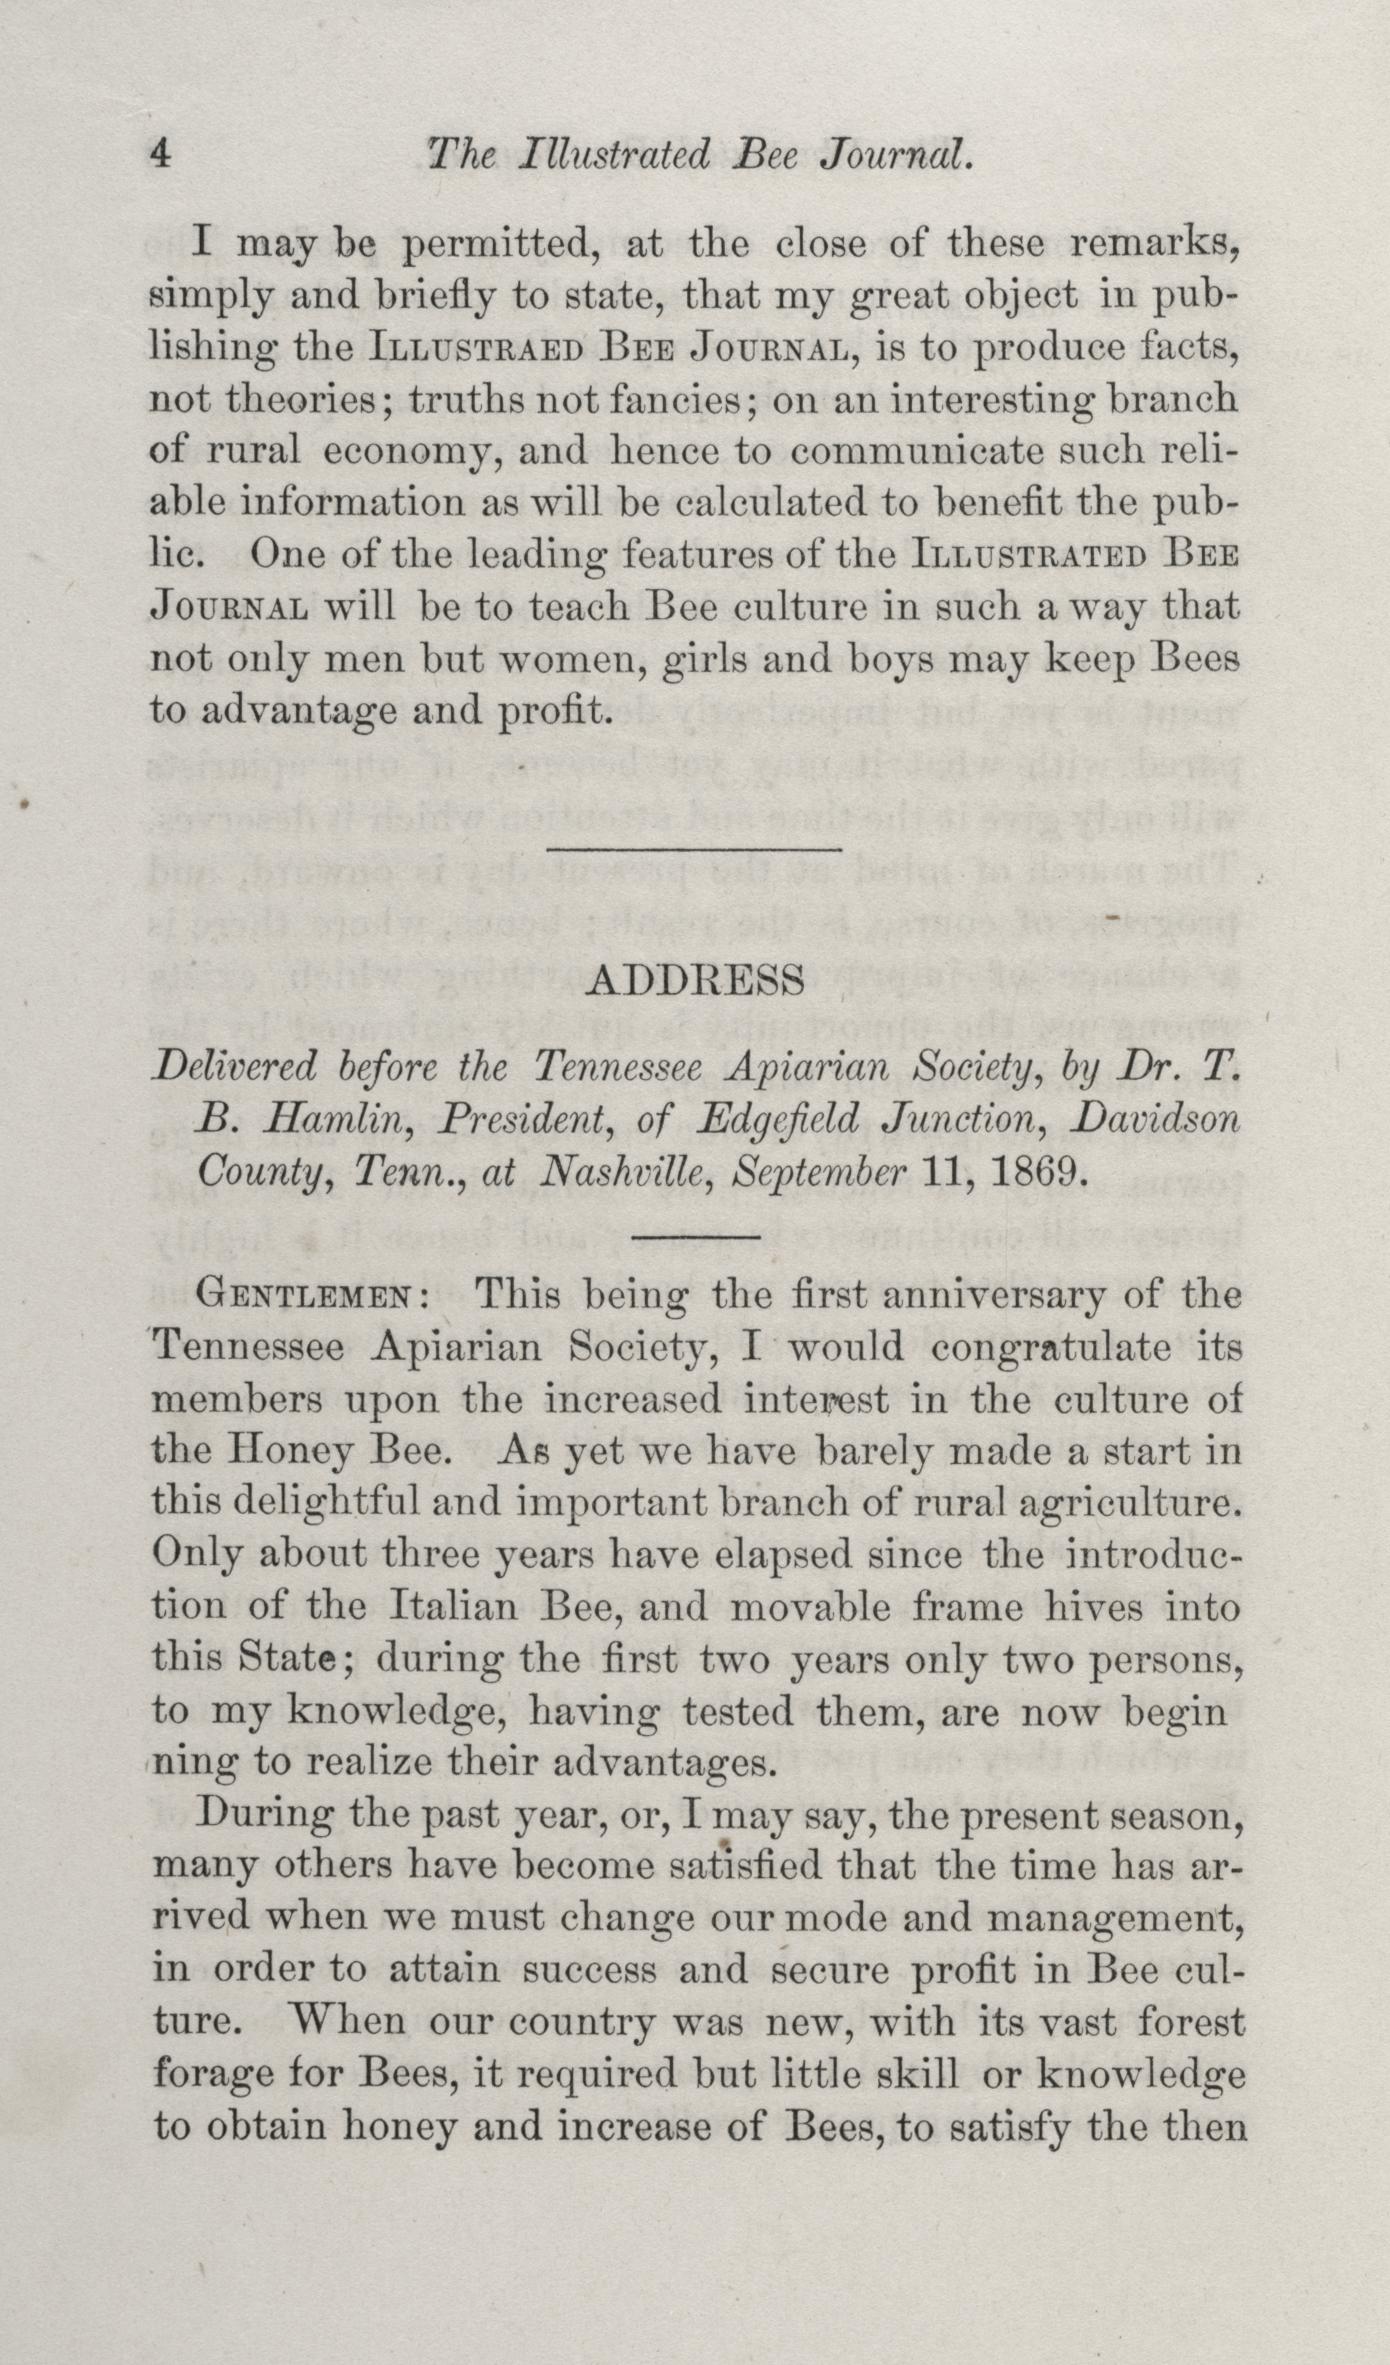 4 The Illustrated Bee Journal.
I may be permitted, at the close of these remarks,
simply and briefly to state, that my great object in pub-
lishing the ILLUSTRAED BEE JOURNAL, is to produce facts,
not theories; truths not fancies; on an interesting branch
of rural economy, and hence to communicate such reli-
able information as will be calculated to benefit the pub-
lic. One of the leading features of the ILLUSTRATED BEE
JOURNAL will be to teach Bee culture in such a way that
not only men but women, girls and boys may keep Bees
to advantage and profit.
ADDRESS
Delivered before the Tennessee Apiarian Society, by Dr. T.
B. Hamlin, President, of Edgefield Junction, Davidson
County, Tenn., at Nashville, September 11, 1869.
GENTLEMEN: This being the first anniversary of the
Tennessee Apiarian Society, I would congratulate its
members upon the increased interest in the culture of
the Honey Bee. As yet we have barely made a start in
this delightful and important branch of rural agriculture.
Only about three years have elapsed since the introduc-
tion of the Italian Bee, and movable frame hives into
this State; during the first two years only two persons,
to my knowledge, having tested them, are now begin
ning to realize their advantages.
During the past year, or, I may say, the present season,
many others have become satisfied that the time has ar-
rived when we must change our mode and management,
in order to attain success and secure profit in Bee cul-
ture. When our country was new, with its vast forest
forage for Bees, it required but little skill or knowledge
to obtain honey and increase of Bees, to satisfy the then